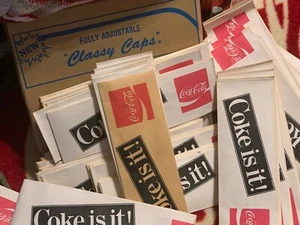 NEW
FULLY ADJUSTABLE
"Classy Caps."
Coca-Cola
Coca-Cola
Coca-Cola
Coke is it!
Coke is it!
Coke is it!
Coke is it!